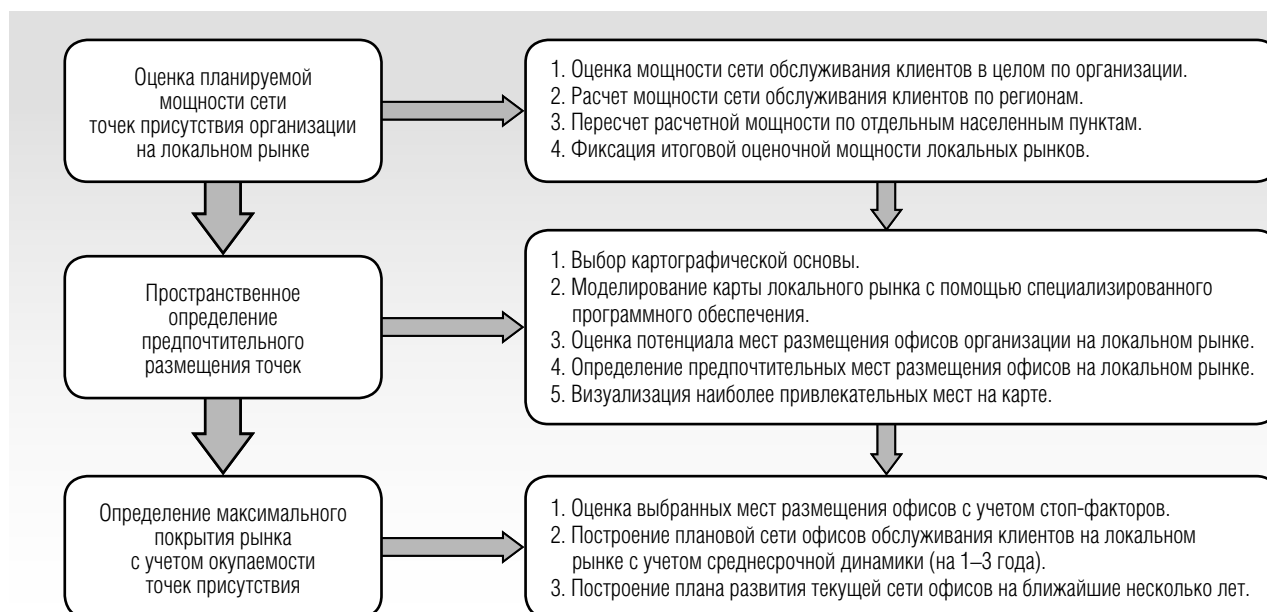 Оценка планируемой
мощности сети
точек присутствия организации
на локальном рынке
1. Оценка мощности сети обслуживания клиентов в целом по организации.
2. Расчет мощности сети обслуживания клиентов по регионам.
3. Пересчет расчетной мощности по отдельным населенным пунктам.
4. Фиксация итоговой оценочной мощности локальных рынков.
Пространственное
определение
предпочтительного
размещения точек
1. Выбор картографической основы.
2. Моделирование карты локального рынка с помощью специализированного
программного обеспечения.
3. Оценка потенциала мест размещения офисов организации на локальном рынке.
4. Определение предпочтительных мест размещения офисов на локальном рынке.
5. Визуализация наиболее привлекательных мест на карте.
Определение максимального
покрытия рынка
с учетом окупаемости
точек присутствия
1. Оценка выбранных мест размещения офисов с учетом стоп-факторов.
2. Построение плановой сети офисов обслуживания клиентов на локальном
рынке с учетом среднесрочной динамики (на 1–3 года).
3. Построение плана развития текущей сети офисов на ближайшие несколько лет.